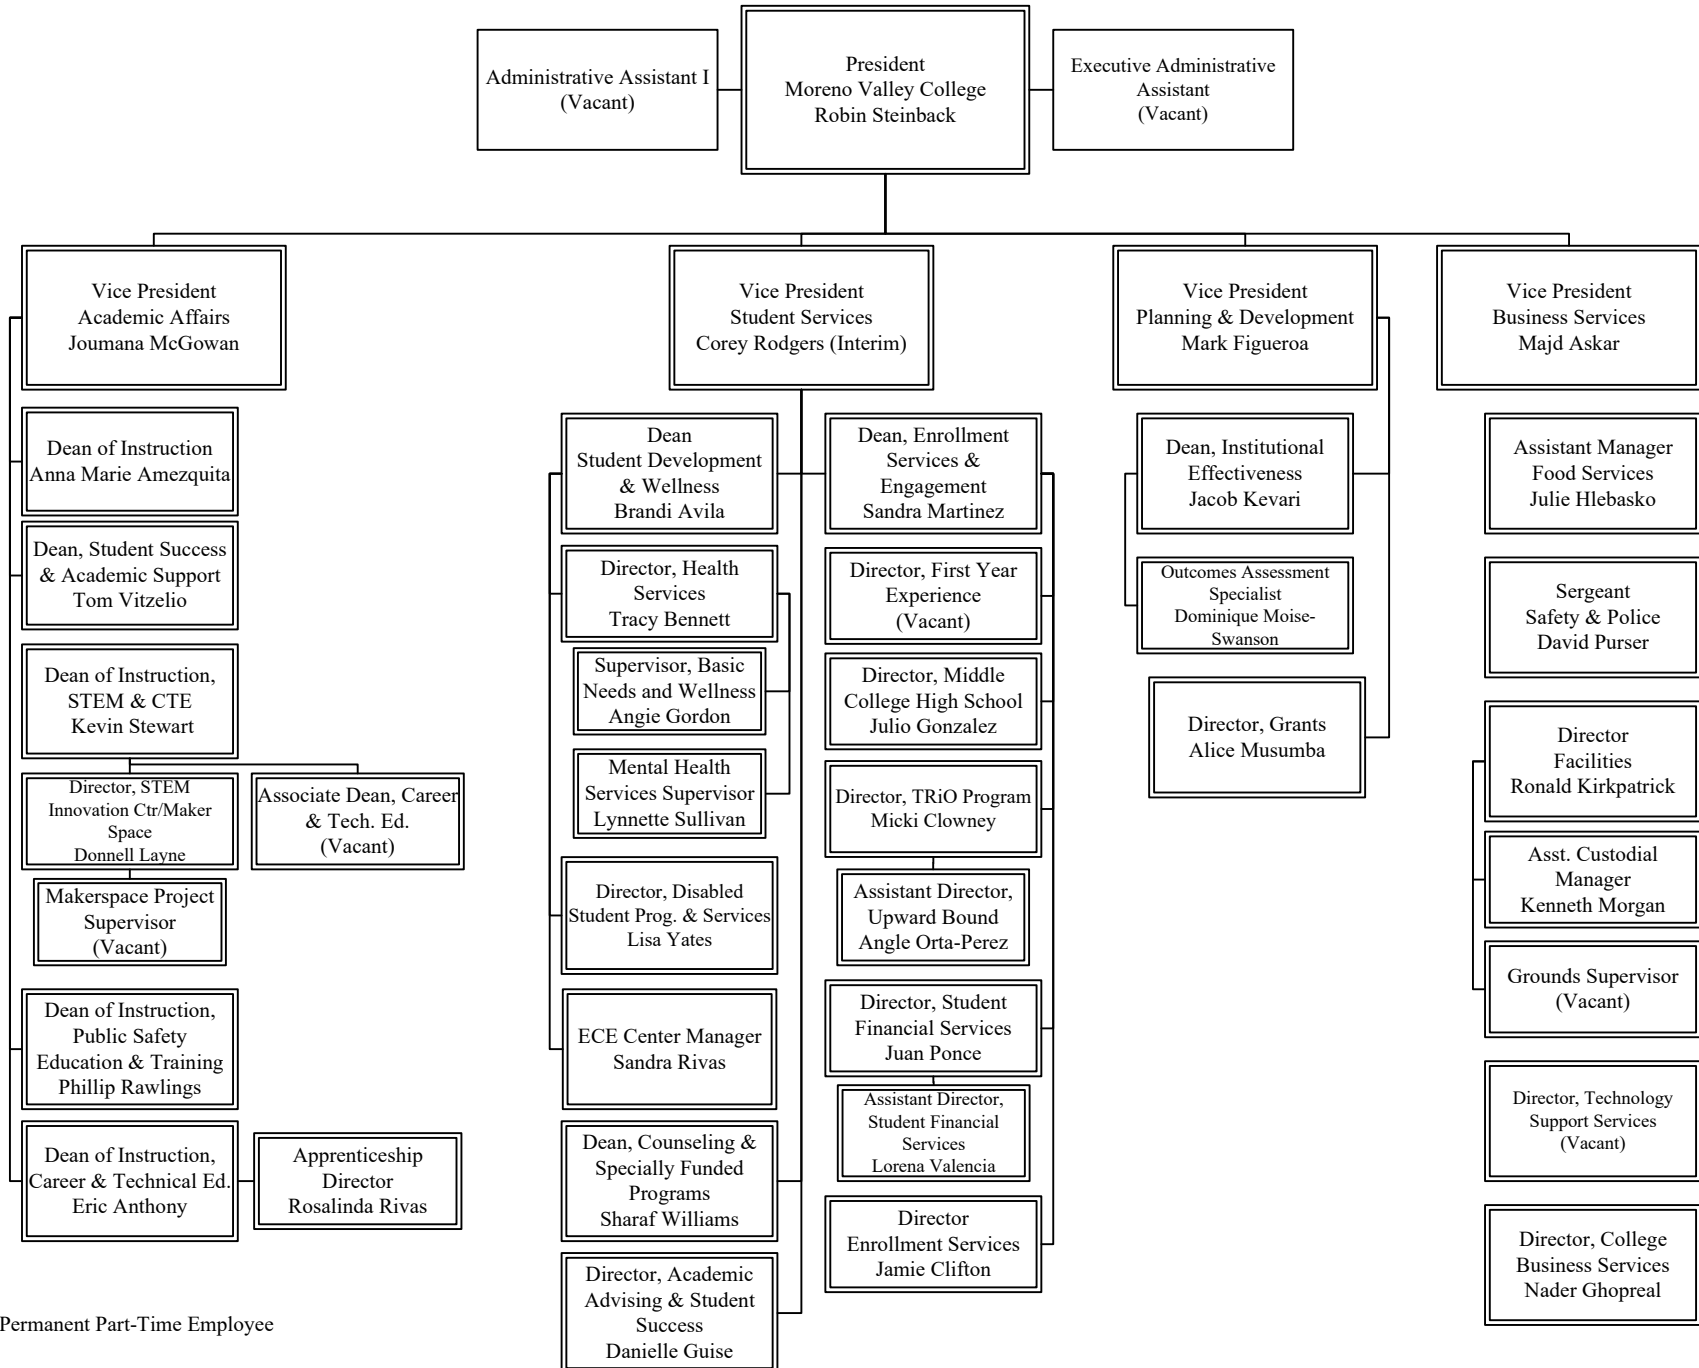 Administrative Assistant I
(Vacant)
President
Moreno Valley College
Robin Steinback
Executive Administrative
Assistant
(Vacant)
Vice President
Academic Affairs
Joumana McGowan
Vice President
Student Services
Corey Rodgers (Interim)
Vice President
Planning & Development
Mark Figueroa
Vice President
Business Services
Majd Askar
Dean of Instruction
Anna Marie Amezquita
Dean, Student Success
& Academic Support
Tom Vitzelio
Dean of Instruction,
STEM & CTE
Kevin Stewart
Director, STEM
Innovation Ctr/Maker
Space
Donnell Layne
Associate Dean, Career
& Tech. Ed.
(Vacant)
Makerspace Project
Supervisor
(Vacant)
Dean of Instruction,
Public Safety
Education & Training
Phillip Rawlings
Dean of Instruction,
Career & Technical Ed.
Eric Anthony
Apprenticeship
Director
Rosalinda Rivas
Dean
Student Development
& Wellness
Brandi Avila
Director, Health
Services
Tracy Bennett
Supervisor, Basic
Needs and Wellness
Angie Gordon
Mental Health
Services Supervisor
Lynnette Sullivan
Director, Disabled
Student Prog. & Services
Lisa Yates
ECE Center Manager
Sandra Rivas
Dean, Counseling &
Specially Funded
Programs
Sharaf Williams
Director, Academic
Advising & Student
Success
Danielle Guise
Dean, Enrollment
Services &
Engagement
Sandra Martinez
Director, First Year
Experience
(Vacant)
Director, Middle
College High School
Julio Gonzalez
Director, TRiO Program
Micki Clowney
Assistant Director,
Upward Bound
Angle Orta-Perez
Director, Student
Financial Services
Juan Ponce
Assistant Director,
Student Financial
Services
Lorena Valencia
Director
Enrollment Services
Jamie Clifton
Dean, Institutional
Effectiveness
Jacob Kevari
Outcomes Assessment
Specialist
Dominique Moise-
Swanson
Director, Grants
Alice Musumba
Assistant Manager
Food Services
Julie Hlebasko
Sergeant
Safety & Police
David Purser
Director
Facilities
Ronald Kirkpatrick
Asst. Custodial
Manager
Kenneth Morgan
Grounds Supervisor
(Vacant)
Director, Technology
Support Services
(Vacant)
Director, College
Business Services
Nader Ghopreal
Permanent Part-Time Employee